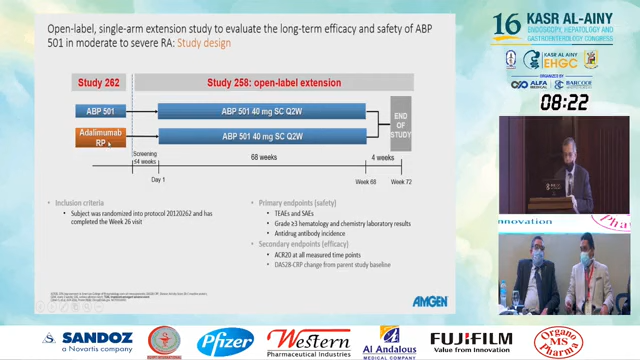 Open-label, single-arm extension study to evaluate the long-term efficacy and safety of ABP
501 in moderate to severe RA: Study design
Study 262
Study 258: open-label extension
ABP 501
ABP 501 40 mg SC Q2W
Adalimumab
RP
ABP 501 40 mg SC Q2W
END
OF
STUDY
Screening
≤4 weeks
68 weeks
4 weeks
Day 1
Week 68
Week 72
• Inclusion criteria
• Subject was randomized into protocol 20120262 and has
completed the Week 26 visit
• Primary endpoints (safety)
• TEAEs and SAEs
• Grade ≥3 hematology and chemistry laboratory results
• Antidrug antibody incidence
• Secondary endpoints (efficacy)
• ACR20 at all measured time points
• DAS28-CRP change from parent study baseline
AMGEN
16 KASR AL-AINY
ENDOSCOPY, HEPATOLOGY AND
GASTROENTEROLOGY CONGRESS
EHGC
ORGANIZED BY
ALFA
MEDICAL
08:22
nnovation
SANDOZ
a Novartis company
Pfizer
Western
Pharmaceutical Industries
Al Andalous
MEDICAL COMPANY
FUJIFILM
Value from Innovation
Organo
MS
Pharma